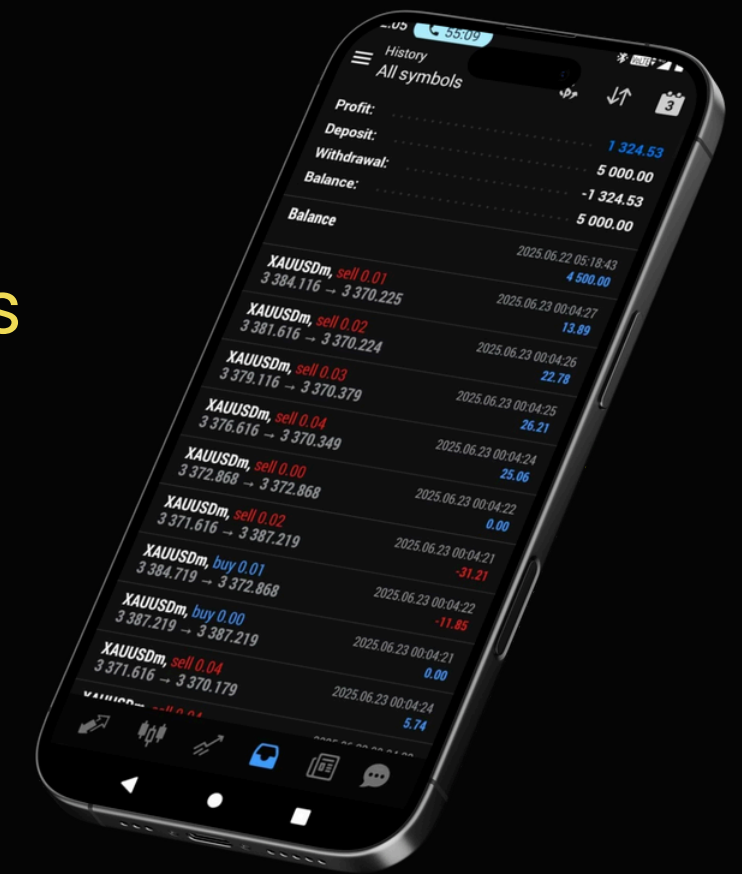 2:05
55:09
History
All symbols
3
Profit: 1 324.53
Deposit: 5 000.00
Withdrawal: -1 324.53
Balance: 5 000.00
Balance
2025.06.22 05:18:43
4 500.00
XAUUSDm, sell 0.01
2025.06.23 00:04:27
3 384.116 → 3 370.225
13.89
XAUUSDm, sell 0.02
2025.06.23 00:04:26
3 381.616 → 3 370.224
22.78
XAUUSDm, sell 0.03
2025.06.23 00:04:25
3 379.116 → 3 370.379
26.21
XAUUSDm, sell 0.04
2025.06.23 00:04:24
3 376.616 → 3 370.349
25.06
XAUUSDm, sell 0.00
2025.06.23 00:04:22
3 372.868 → 3 372.868
0.00
XAUUSDm, sell 0.02
2025.06.23 00:04:21
3 371.616 → 3 387.219
-31.21
XAUUSDm, buy 0.01
2025.06.23 00:04:22
3 384.719 → 3 372.868
-11.85
XAUUSDm, buy 0.00
2025.06.23 00:04:21
3 387.219 → 3 387.219
0.00
XAUUSDm, sell 0.04
2025.06.23 00:04:24
3 371.616 → 3 370.179
5.74
XAUUSDm, sell 0.04
s